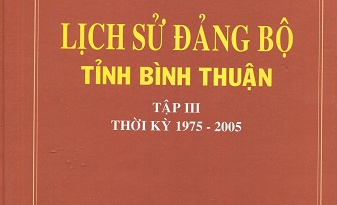 LỊCH SỬ ĐẢNG BỘ
TỈNH BÌNH THUẬN
TẬP III
THỜI KỲ 1975 - 2005